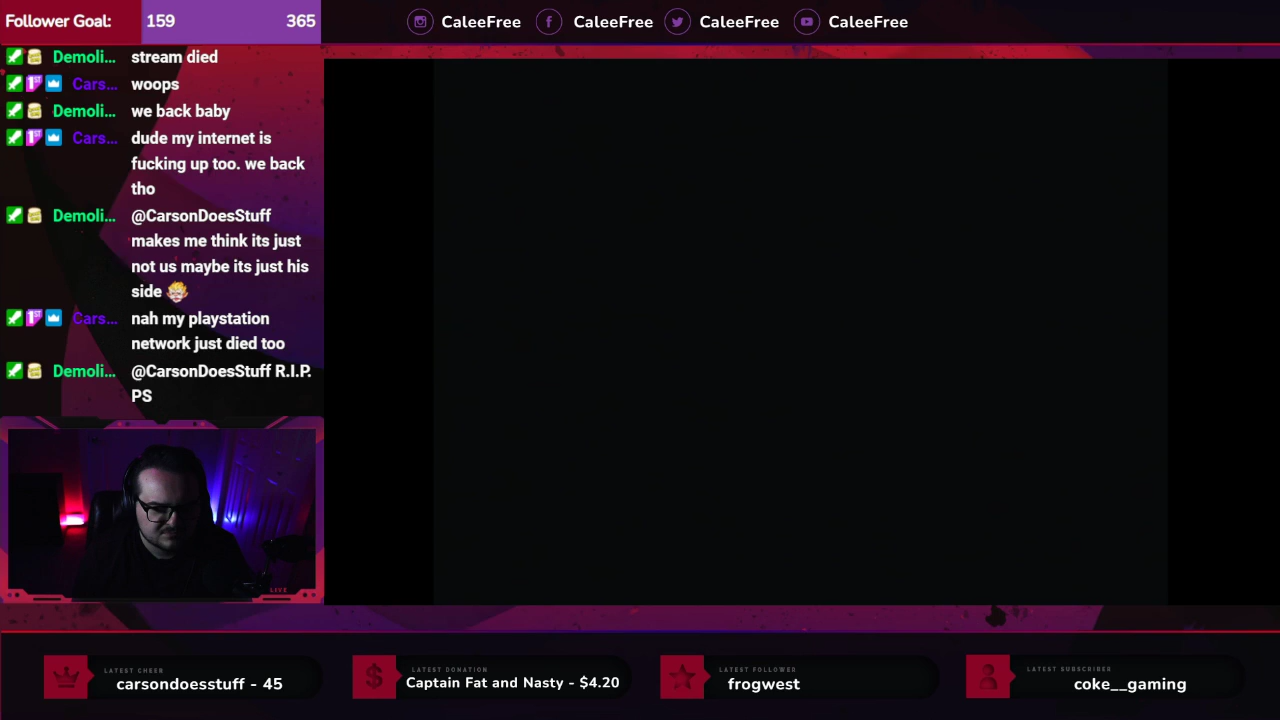 Follower Goal: 159 365
CaleeFree CaleeFree CaleeFree CaleeFree
Demoli... stream died
Cars... woops
Demoli... we back baby
Cars... dude my internet is
fucking up too. we back
tho
Demoli... @CarsonDoesStuff
makes me think its just
not us maybe its just his
side
Cars... nah my playstation
network just died too
Demoli... @CarsonDoesStuff R.I.P.
PS
LIVE
LATEST CHEER
carsondoesstuff - 45
LATEST DONATION
Captain Fat and Nasty - $4.20
LATEST FOLLOWER
frogwest
LATEST SUBSCRIBER
coke__gaming